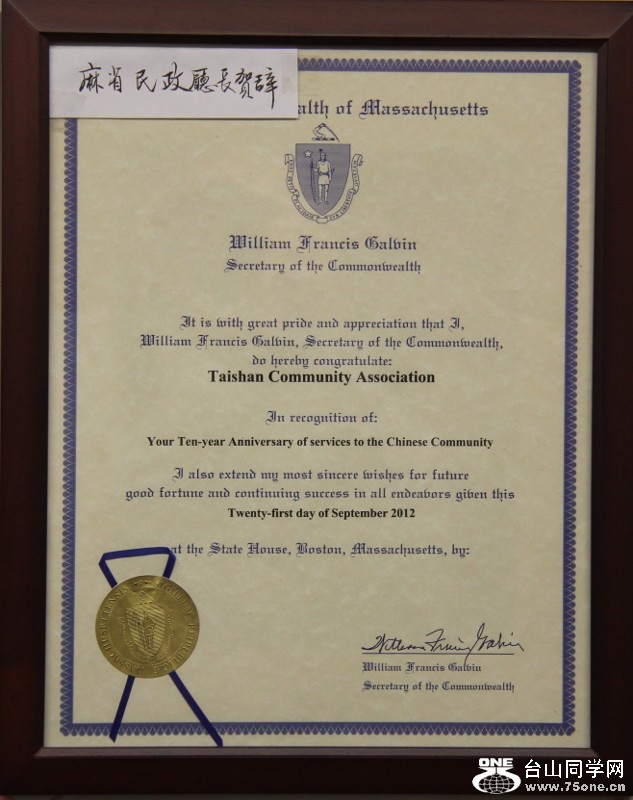 麻省民政廳長賀辞
alth of Massachusetts
William Francis Galvin
Secretary of the Commonwealth
It is with great pride and appreciation that I,
William Francis Galvin, Secretary of the Commonwealth,
do hereby congratulate:
Taishan Community Association
In recognition of:
Your Ten-year Anniversary of services to the Chinese Community
I also extend my most sincere wishes for future
good fortune and continuing success in all endeavors given this
Twenty-first day of September 2012
at the State House, Boston, Massachusetts, by:
William Francis Galvin
William Francis Galvin
Secretary of the Commonwealth
ONE
台山同学网
www.75one.cn